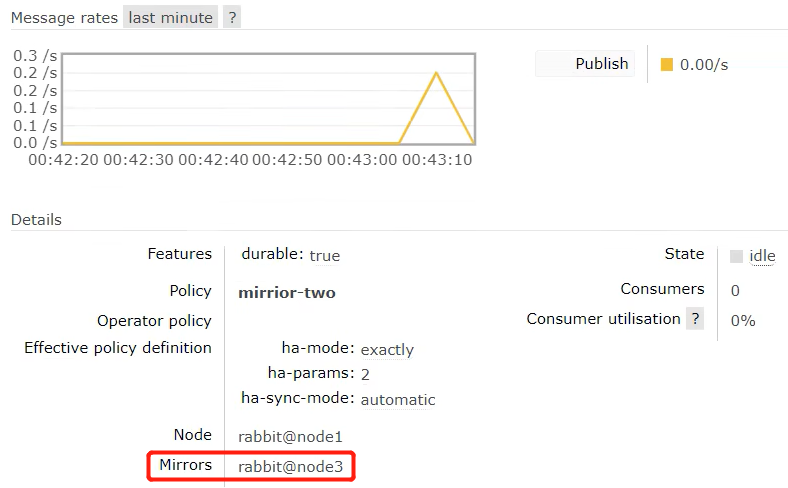 Message rates last minute ?
0.3 /s
0.2 /s
0.2 /s
0.1 /s
0.1 /s
0.0 /s
00:42:20 00:42:30 00:42:40 00:42:50 00:43:00 00:43:10
Publish 0.00/s
Details
Features durable: true
Policy mirrior-two
Operator policy
Effective policy definition ha-mode: exactly
ha-params: 2
ha-sync-mode: automatic
Node rabbit@node1
Mirrors rabbit@node3
State idle
Consumers 0
Consumer utilisation ? 0%